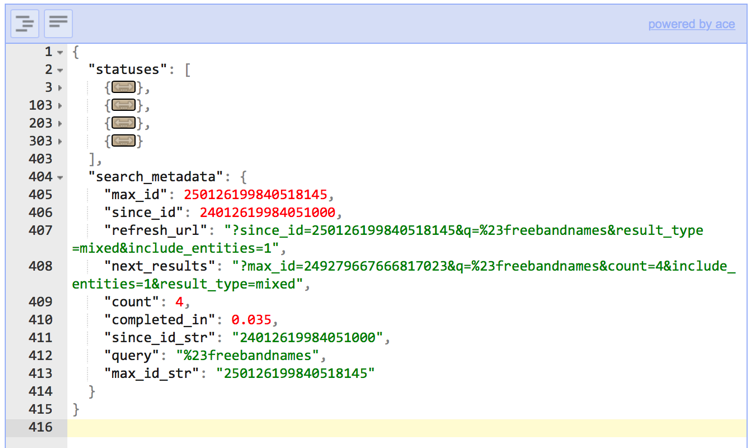 powered by ace
1 {
2 "statuses": [
3 {},
103 {},
203 {},
303 {}
403 ],
404 "search_metadata": {
405 "max_id": 250126199840518145,
406 "since_id": 24012619984051000,
407 "refresh_url": "?since_id=250126199840518145&q=%23freebandnames&result_type
=mixed&include_entities=1",
408 "next_results": "?max_id=249279667666817023&q=%23freebandnames&count=4&include_
entities=1&result_type=mixed",
409 "count": 4,
410 "completed_in": 0.035,
411 "since_id_str": "24012619984051000",
412 "query": "%23freebandnames",
413 "max_id_str": "250126199840518145"
414 }
415 }
416